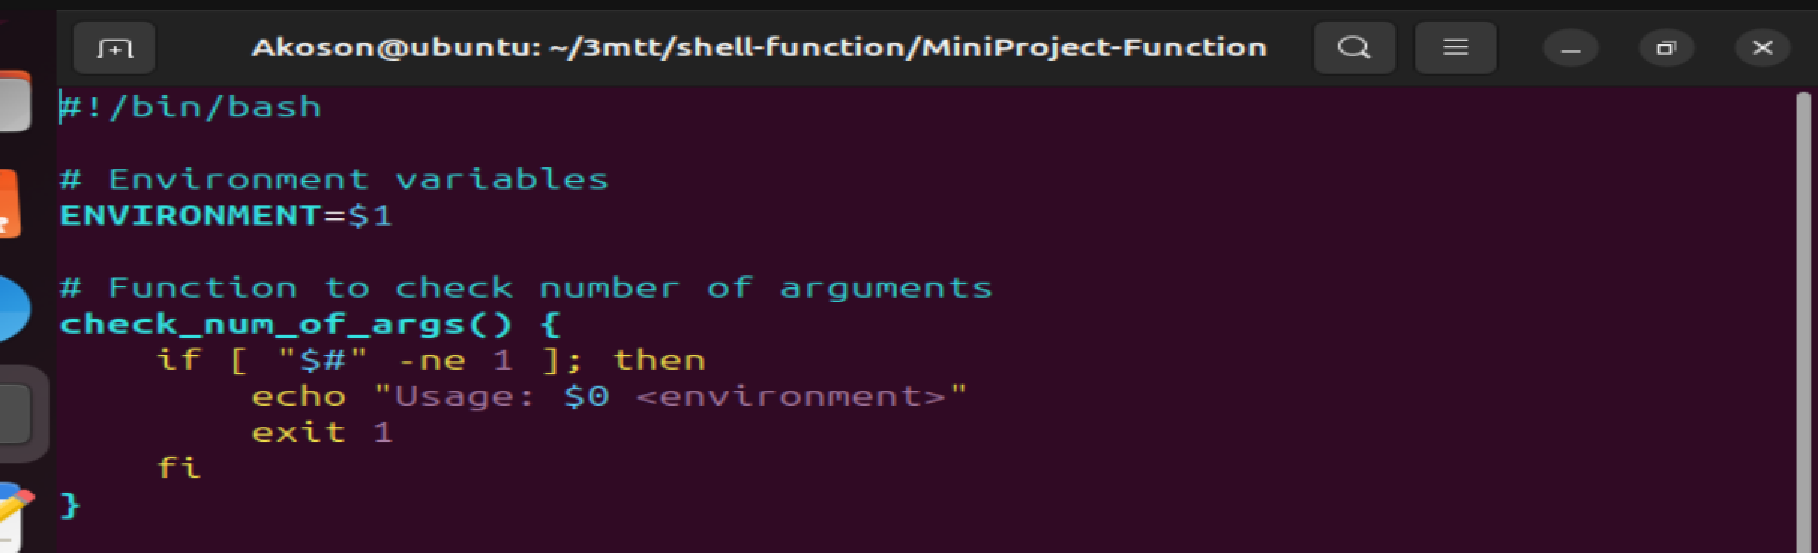 Akoson@ubuntu: ~/3mtt/shell-function/MiniProject-Function
#!/bin/bash
# Environment variables
ENVIRONMENT=$1
# Function to check number of arguments
check_num_of_args() {
    if [ "$#" -ne 1 ]; then
        echo "Usage: $0 <environment>"
        exit 1
    fi
}